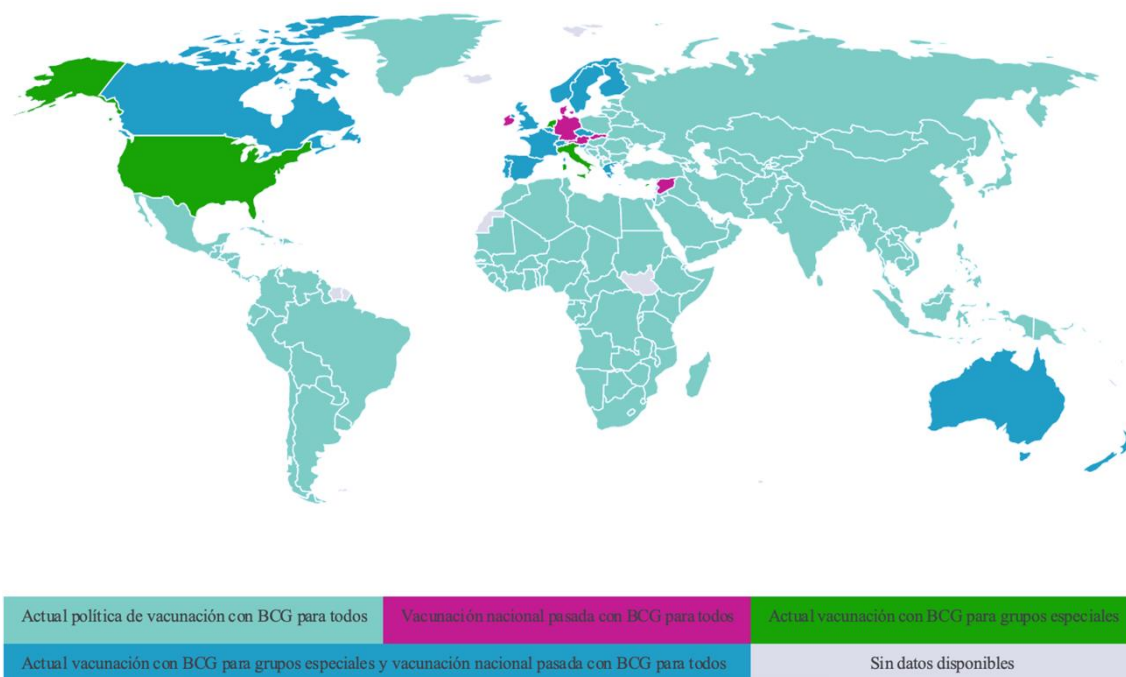 Actual política de vacunación con BCG para todos
Vacunación nacional pasada con BCG para todos
Actual vacunación con BCG para grupos especiales
Actual vacunación con BCG para grupos especiales y vacunación nacional pasada con BCG para todos
Sin datos disponibles